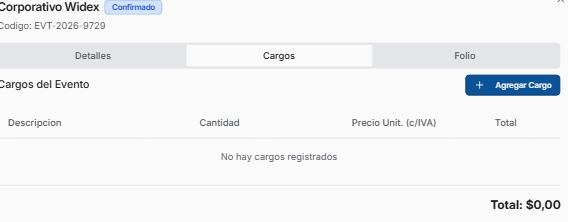 Corporativo Widex Confirmado
Codigo: EVT-2026-9729
Detalles Cargos Folio
Cargos del Evento + Agregar Cargo
Descripcion Cantidad Precio Unit. (c/IVA) Total
No hay cargos registrados
Total: $0,00